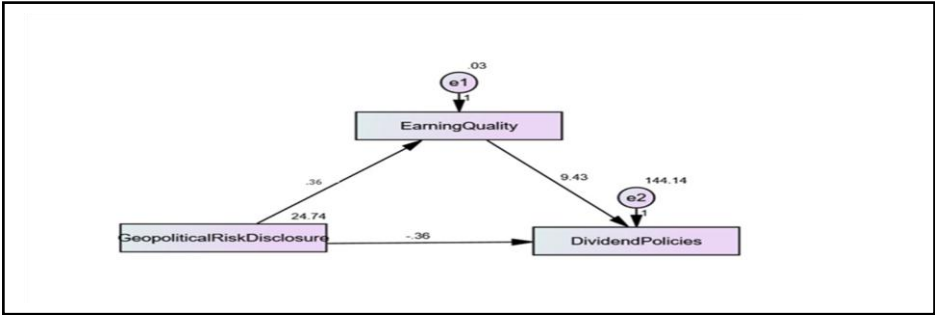 .03
e1
1
EarningQuality
.36
9.43
144.14
e2
1
24.74
GeopoliticalRiskDisclosure
-.36
DividendPolicies